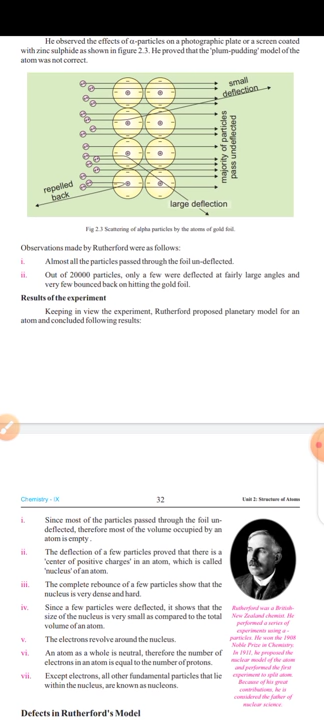 He observed the effects of α-particles on a photographic plate or a screen coated
with zinc sulphide as shown in figure 2.3. He proved that the 'plum-pudding' model of the
atom was not correct.
small
deflection
majority of particles
pass undeflected
repelled
back
large deflection
Fig 2.3 Scattering of alpha particles by the atoms of gold foil.
Observations made by Rutherford were as follows:
i. Almost all the particles passed through the foil un-deflected.
ii. Out of 20000 particles, only a few were deflected at fairly large angles and
very few bounced back on hitting the gold foil.
Results of the experiment
Keeping in view the experiment, Rutherford proposed planetary model for an
atom and concluded following results:
Chemistry - IX 32 Unit 2: Structure of Atoms
i. Since most of the particles passed through the foil un-
deflected, therefore most of the volume occupied by an
atom is empty .
ii. The deflection of a few particles proved that there is a
'center of positive charges' in an atom, which is called
'nucleus' of an atom.
iii. The complete rebounce of a few particles show that the
nucleus is very dense and hard.
iv. Since a few particles were deflected, it shows that the
size of the nucleus is very small as compared to the total
volume of an atom.
v. The electrons revolve around the nucleus.
vi. An atom as a whole is neutral, therefore the number of
electrons in an atom is equal to the number of protons.
vii. Except electrons, all other fundamental particles that lie
within the nucleus, are known as nucleons.
Rutherford was a British-
New Zealand chemist. He
performed a series of
experiments using α -
particles. He won the 1908
Noble Prize in Chemistry.
In 1911, he proposed the
nuclear model of the atom
and performed the first
experiment to split atom.
Because of his great
contributions, he is
considered the father of
nuclear science.
Defects in Rutherford's Model